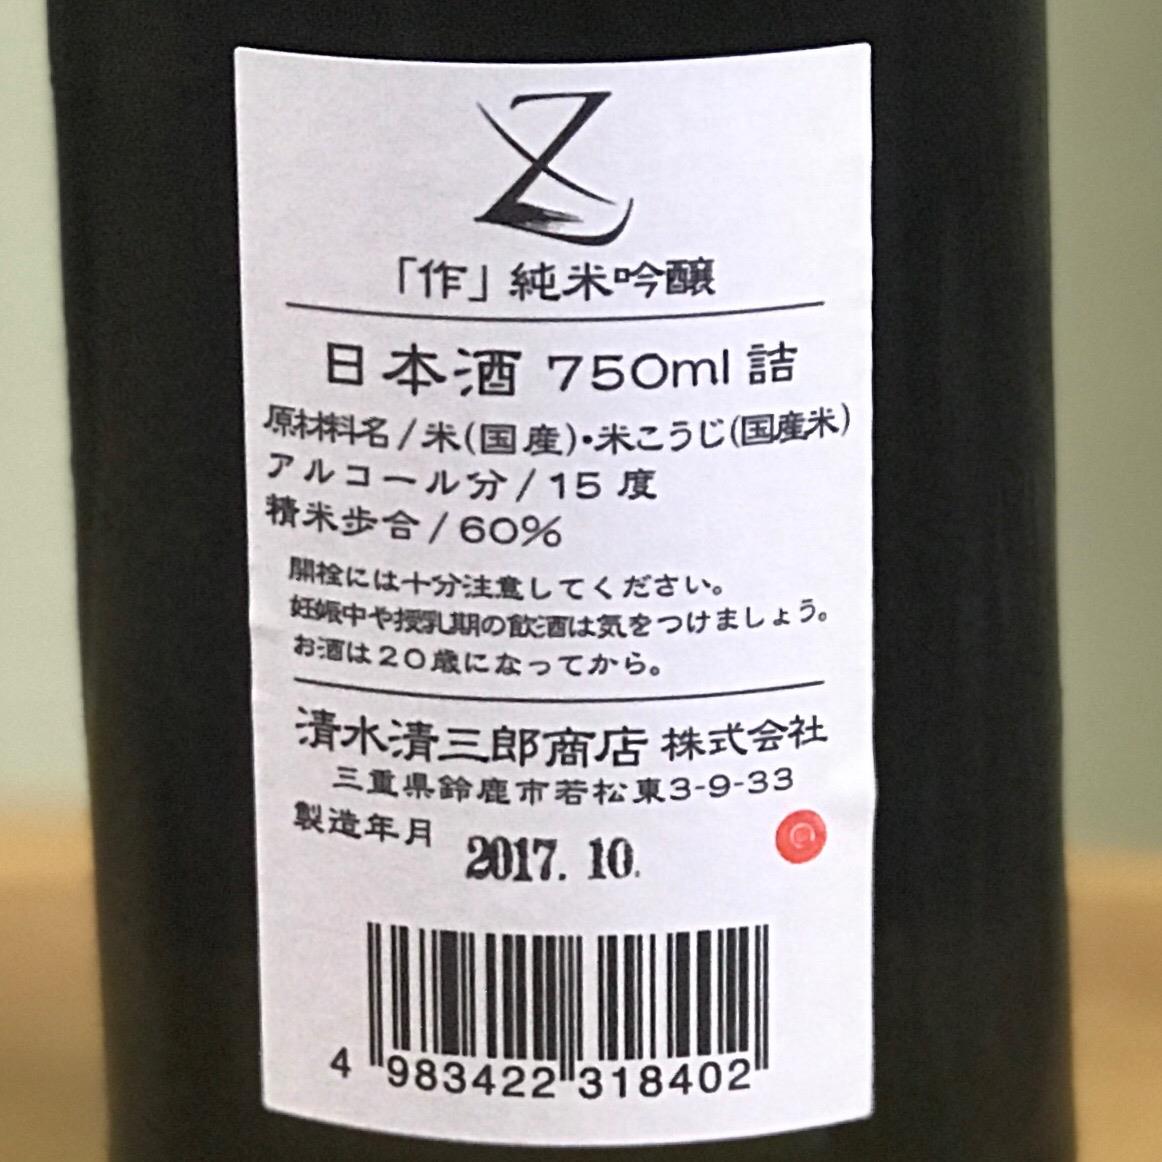 Z
「作」純米吟醸
日本酒 750ml 詰
原材料名/米(国産)・米こうじ(国産米)
アルコール分/15 度
精米歩合/60%
開栓には十分注意してください。
妊娠中や授乳期の飲酒は気をつけましょう。
お酒は20歳になってから。
清水清三郎商店 株式会社
三重県鈴鹿市若松東3-9-33
製造年月 2017. 10.
4 983422 318402